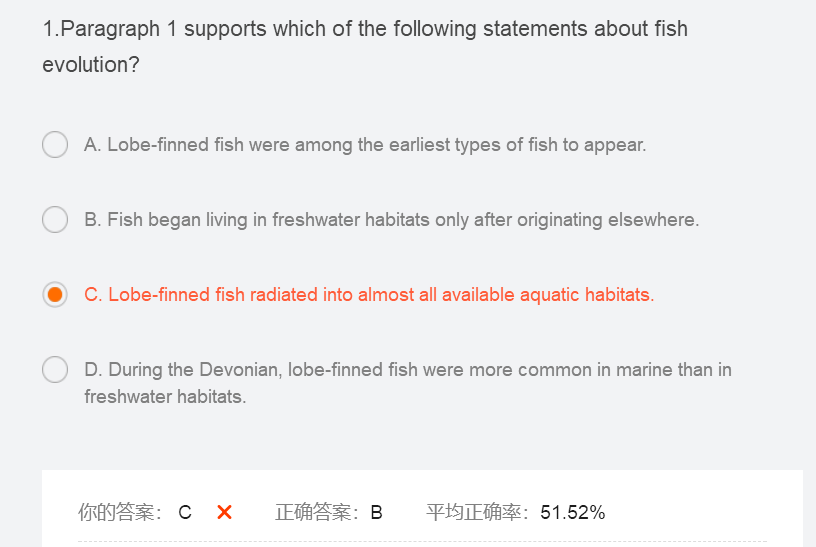 1.Paragraph 1 supports which of the following statements about fish
evolution?
A. Lobe-finned fish were among the earliest types of fish to appear.
B. Fish began living in freshwater habitats only after originating elsewhere.
C. Lobe-finned fish radiated into almost all available aquatic habitats.
D. During the Devonian, lobe-finned fish were more common in marine than in
freshwater habitats.
你的答案： C 正确答案：B 平均正确率：51.52%